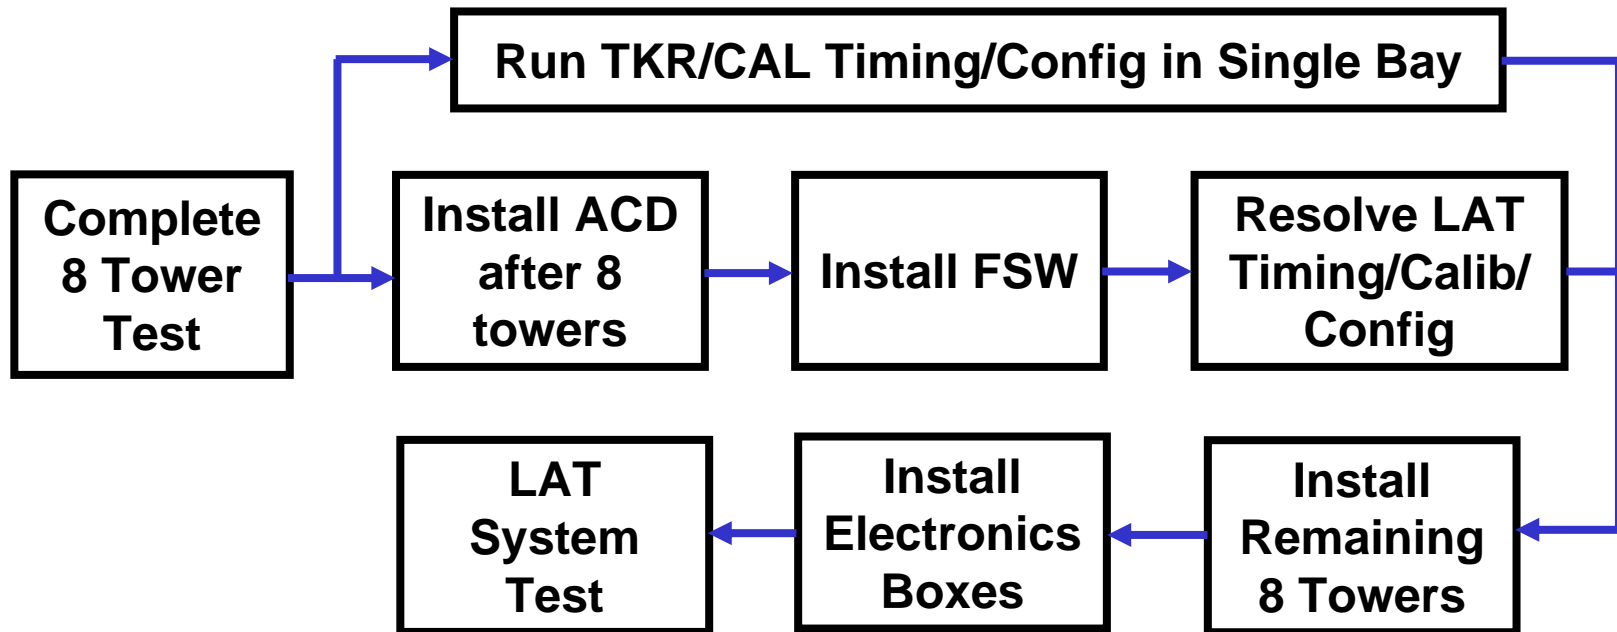 Run TKR/CAL Timing/Config in Single Bay
Complete
8 Tower
Test
Install ACD
after 8
towers
Install FSW
Resolve LAT
Timing/Calib/
Config
LAT
System
Test
Install
Electronics
Boxes
Install
Remaining
8 Towers